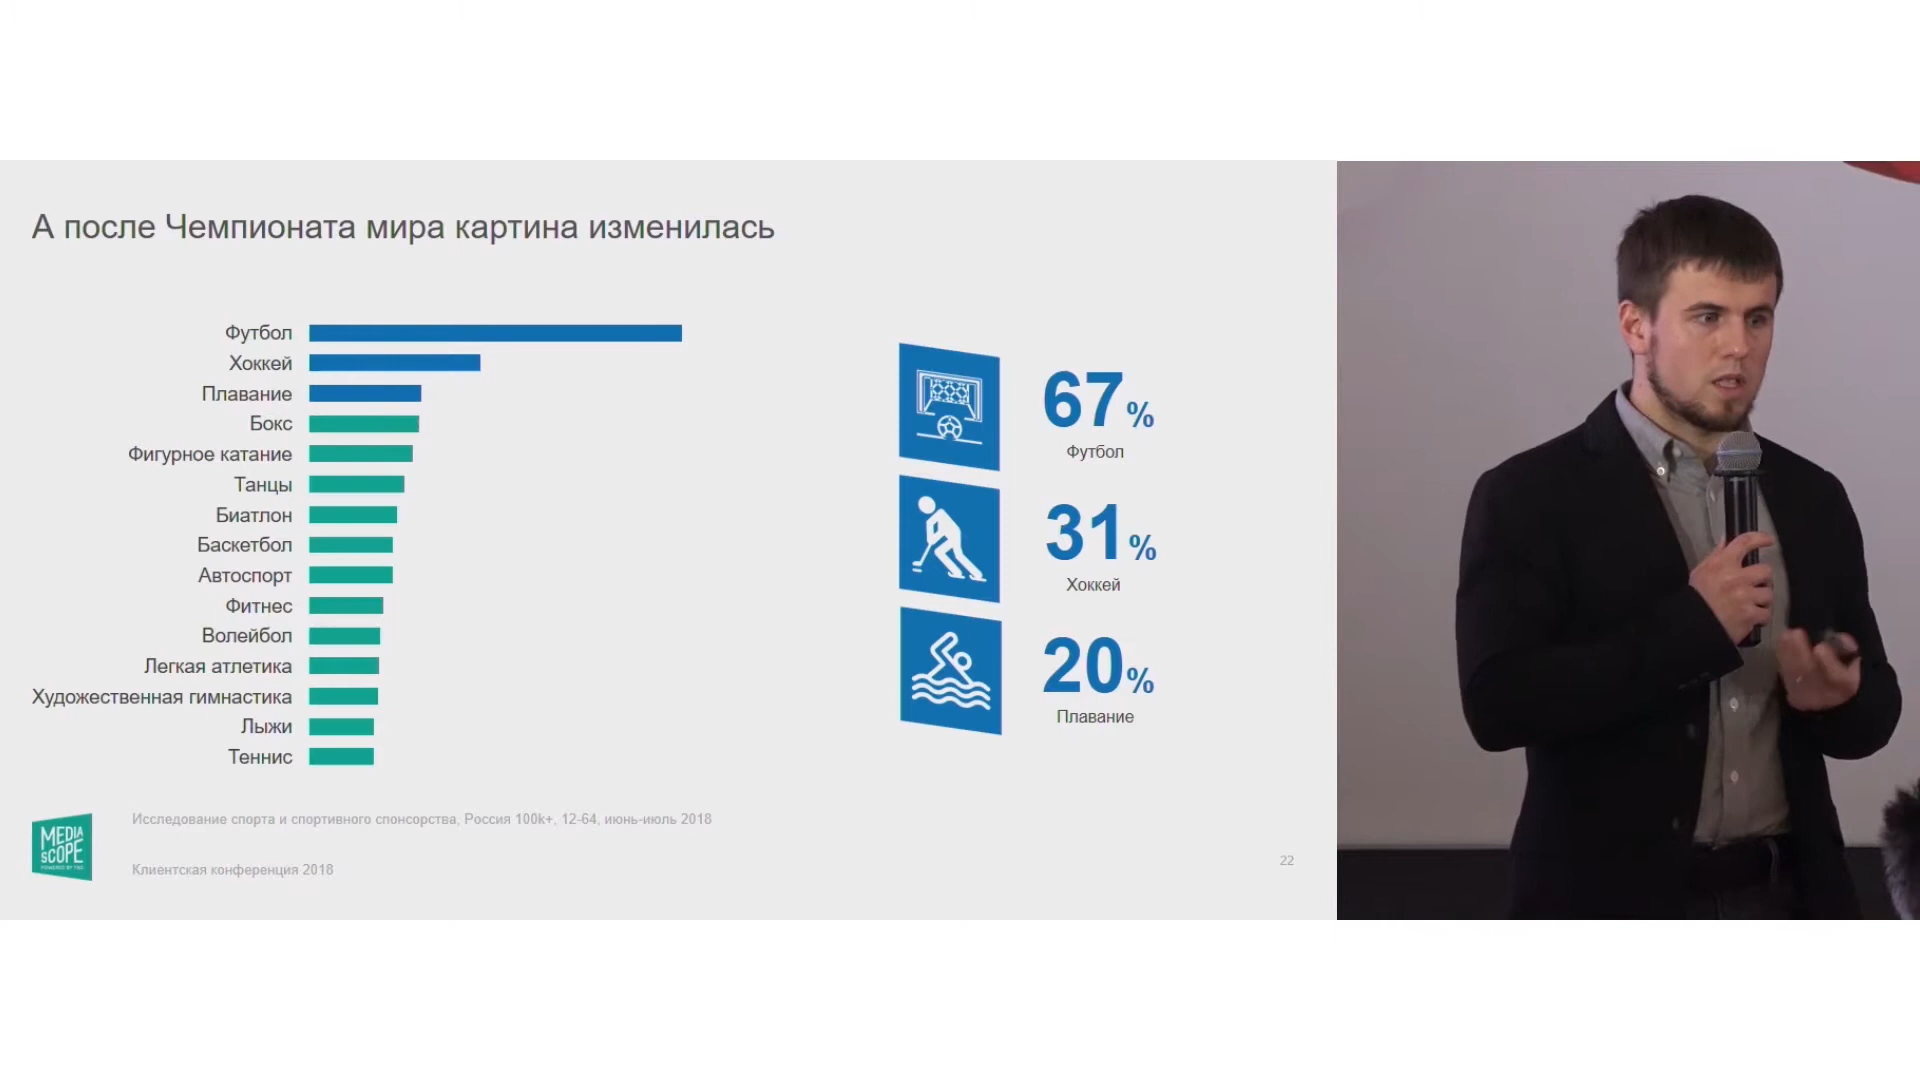 А после Чемпионата мира картина изменилась
Футбол
Хоккей
Плавание
Бокс
Фигурное катание
Танцы
Биатлон
Баскетбол
Автоспорт
Фитнес
Волейбол
Легкая атлетика
Художественная гимнастика
Лыжи
Теннис
67%
Футбол
31%
Хоккей
20%
Плавание
MEDIA
SCOPE
Исследование спорта и спортивного спонсорства, Россия 100k+, 12-64, июнь-июль 2018
Клиентская конференция 2018
22